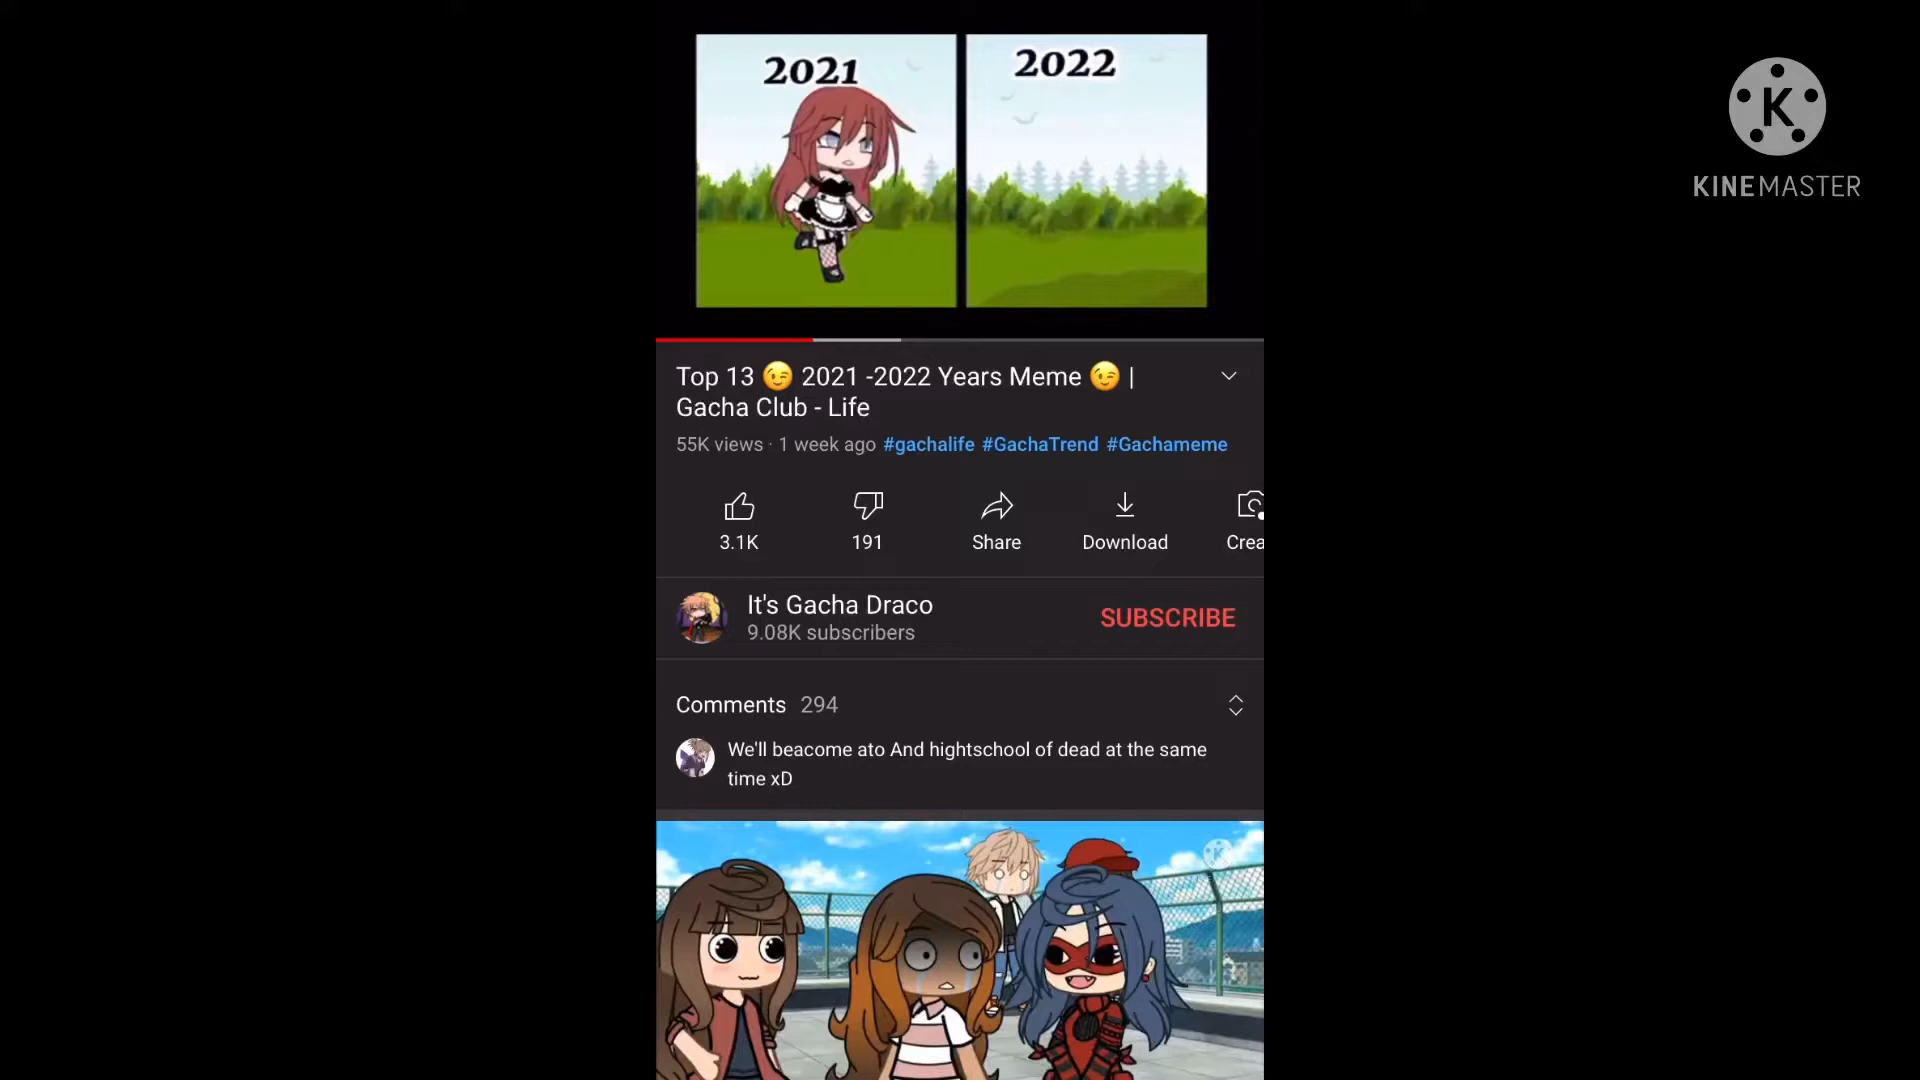 2021
2022
K
KINEMASTER
Top 13 😉 2021 -2022 Years Meme 😉 |
Gacha Club - Life
55K views · 1 week ago #gachalife #GachaTrend #Gachameme
3.1K
191
Share
Download
Crea
It's Gacha Draco
9.08K subscribers
SUBSCRIBE
Comments 294
We'll beacome ato And hightschool of dead at the same
time xD
K